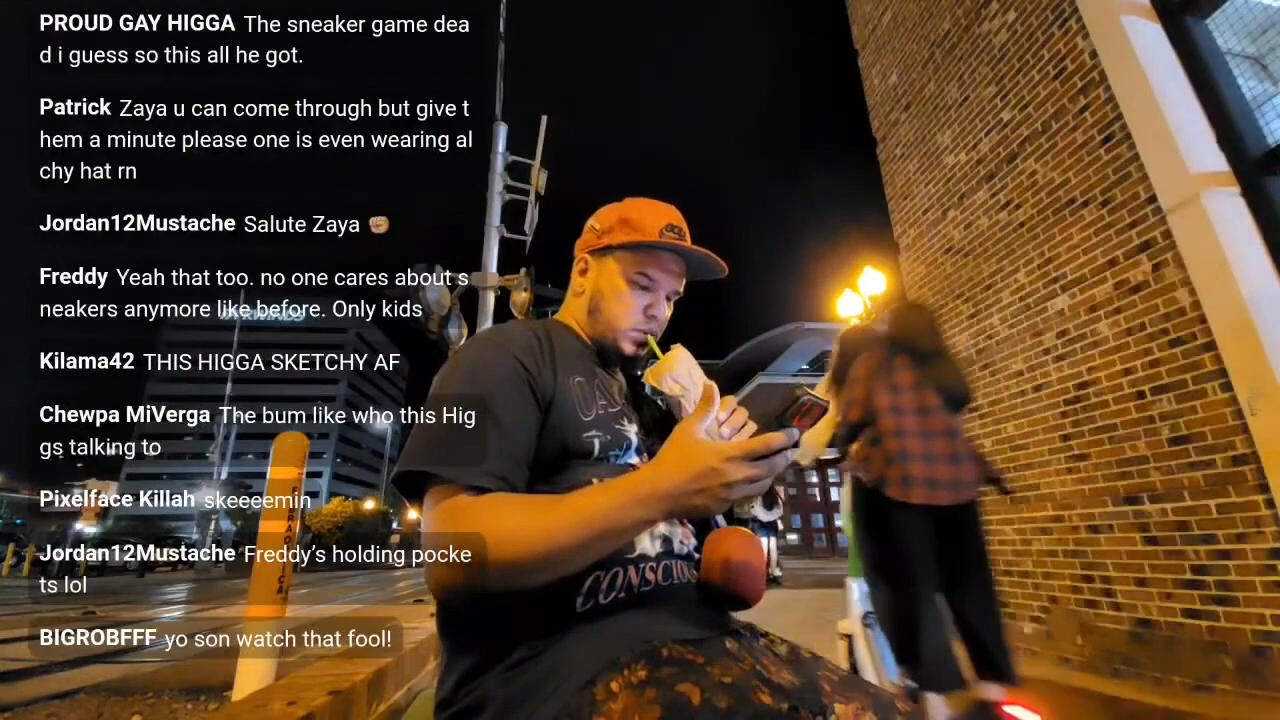 PROUD GAY HIGGA The sneaker game dea
d i guess so this all he got.
Patrick Zaya u can come through but give t
hem a minute please one is even wearing al
chy hat rn
Jordan12Mustache Salute Zaya ✊🏼
Freddy Yeah that too. no one cares about s
neakers anymore like before. Only kids
Kilama42 THIS HIGGA SKETCHY AF
Chewpa MiVerga The bum like who this Hig
gs talking to
Pixelface Killah skeeeemin
Jordan12Mustache Freddy's holding pocke
ts lol
BIGROBFFF yo son watch that fool!
CONSCIOU